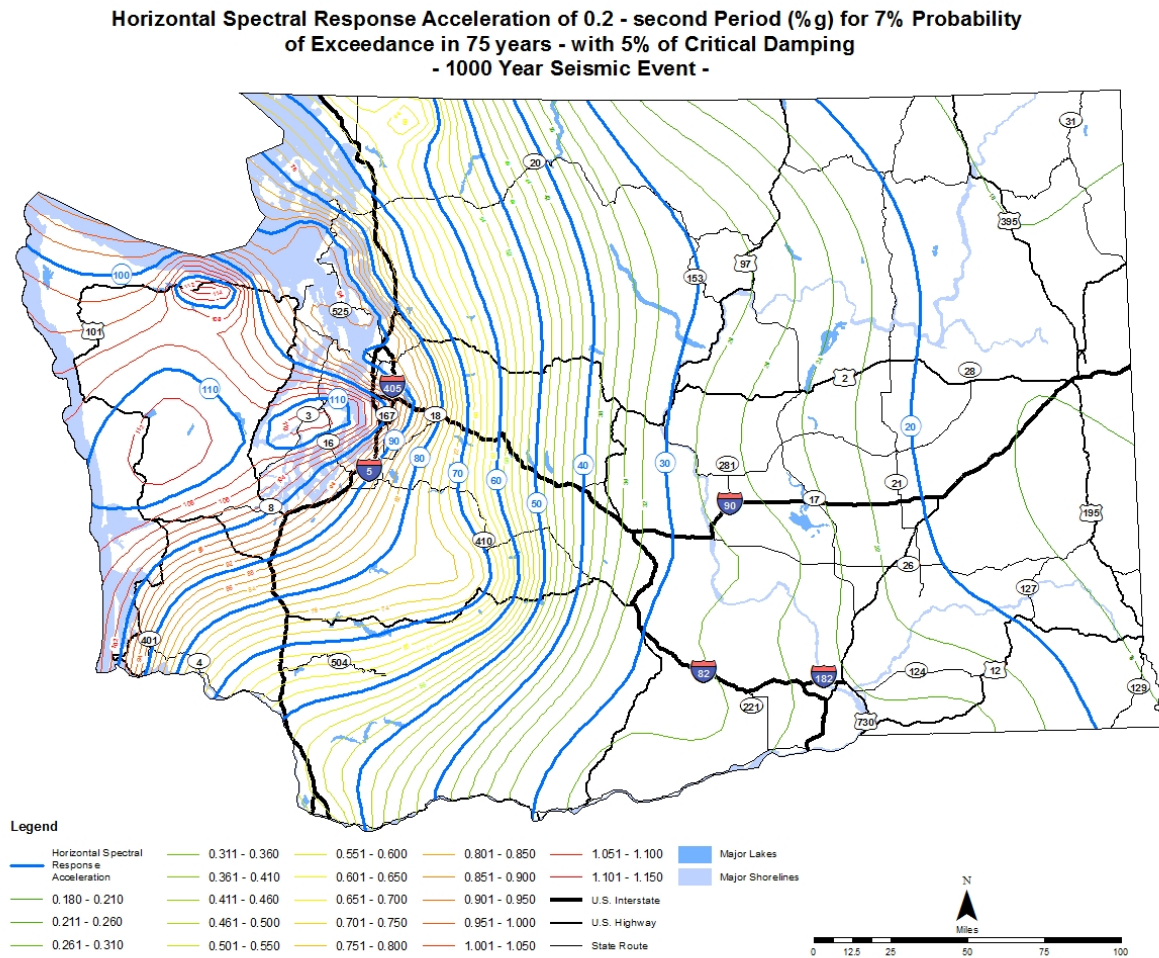 Horizontal Spectral Response Acceleration of 0.2 - second Period (%g) for 7% Probability
of Exceedance in 75 years - with 5% of Critical Damping
- 1000 Year Seismic Event -
31
20
395
97
153
100
101
525
2
28
405
110
110
3
167
18
20
16
90
5
80
70
60
40
30
281
50
90
17
21
195
8
410
26
127
401
4
504
82
182
124
12
129
221
730
Legend
Horizontal Spectral
Response
Acceleration
0.180 - 0.210
0.211 - 0.260
0.261 - 0.310
0.311 - 0.360
0.361 - 0.410
0.411 - 0.460
0.461 - 0.500
0.501 - 0.550
0.551 - 0.600
0.601 - 0.650
0.651 - 0.700
0.701 - 0.750
0.751 - 0.800
0.801 - 0.850
0.851 - 0.900
0.901 - 0.950
0.951 - 1.000
1.001 - 1.050
1.051 - 1.100
1.101 - 1.150
U.S. Interstate
U.S. Highway
State Route
Major Lakes
Major Shorelines
N
Miles
0 12.5 25 50 75 100